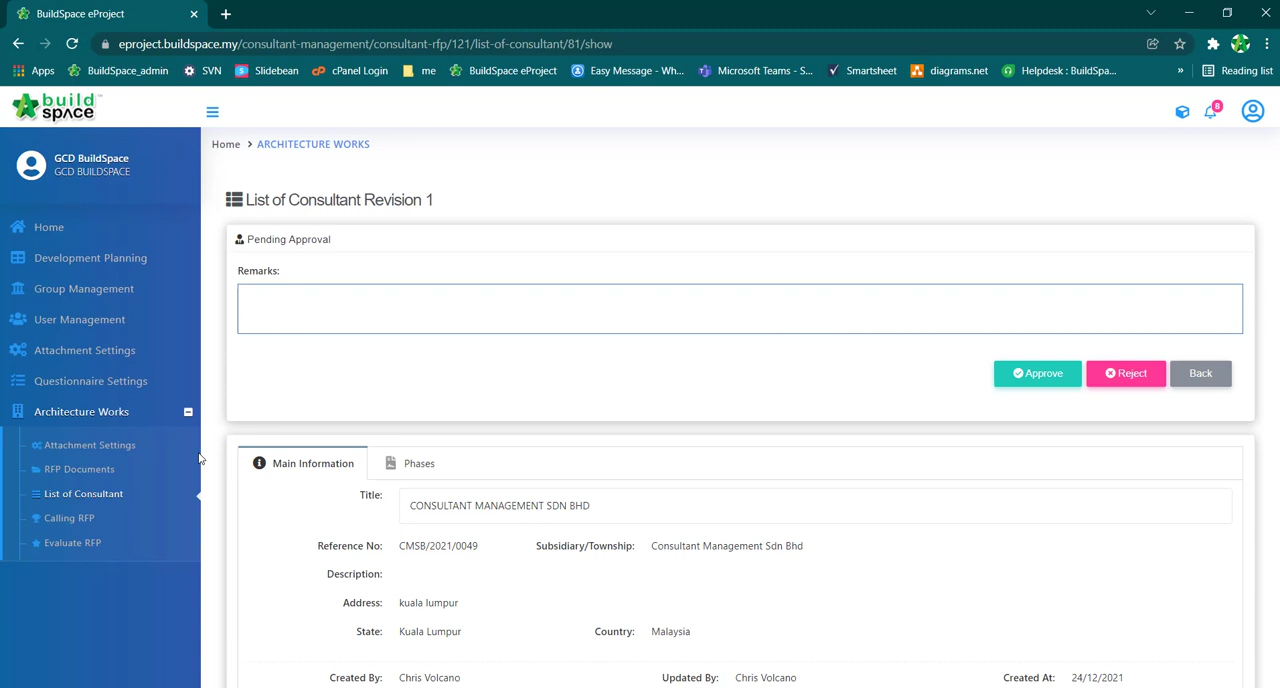 BuildSpace eProject
eproject.buildspace.my/consultant-management/consultant-rfp/121/list-of-consultant/81/show
Apps BuildSpace_admin SVN Slidebean cPanel Login me BuildSpace eProject Easy Message - Wh... Microsoft Teams - S... Smartsheet diagrams.net Helpdesk : BuildSpa... » Reading list
build space
8
GCD BuildSpace
GCD BUILDSPACE
Home > ARCHITECTURE WORKS
Home
Development Planning
Group Management
User Management
Attachment Settings
Questionnaire Settings
Architecture Works
Attachment Settings
RFP Documents
List of Consultant
Calling RFP
Evaluate RFP
List of Consultant Revision 1
Pending Approval
Remarks:
Approve Reject Back
Main Information Phases
Title: CONSULTANT MANAGEMENT SDN BHD
Reference No: CMSB/2021/0049 Subsidiary/Township: Consultant Management Sdn Bhd
Description:
Address: kuala lumpur
State: Kuala Lumpur Country: Malaysia
Created By: Chris Volcano Updated By: Chris Volcano Created At: 24/12/2021